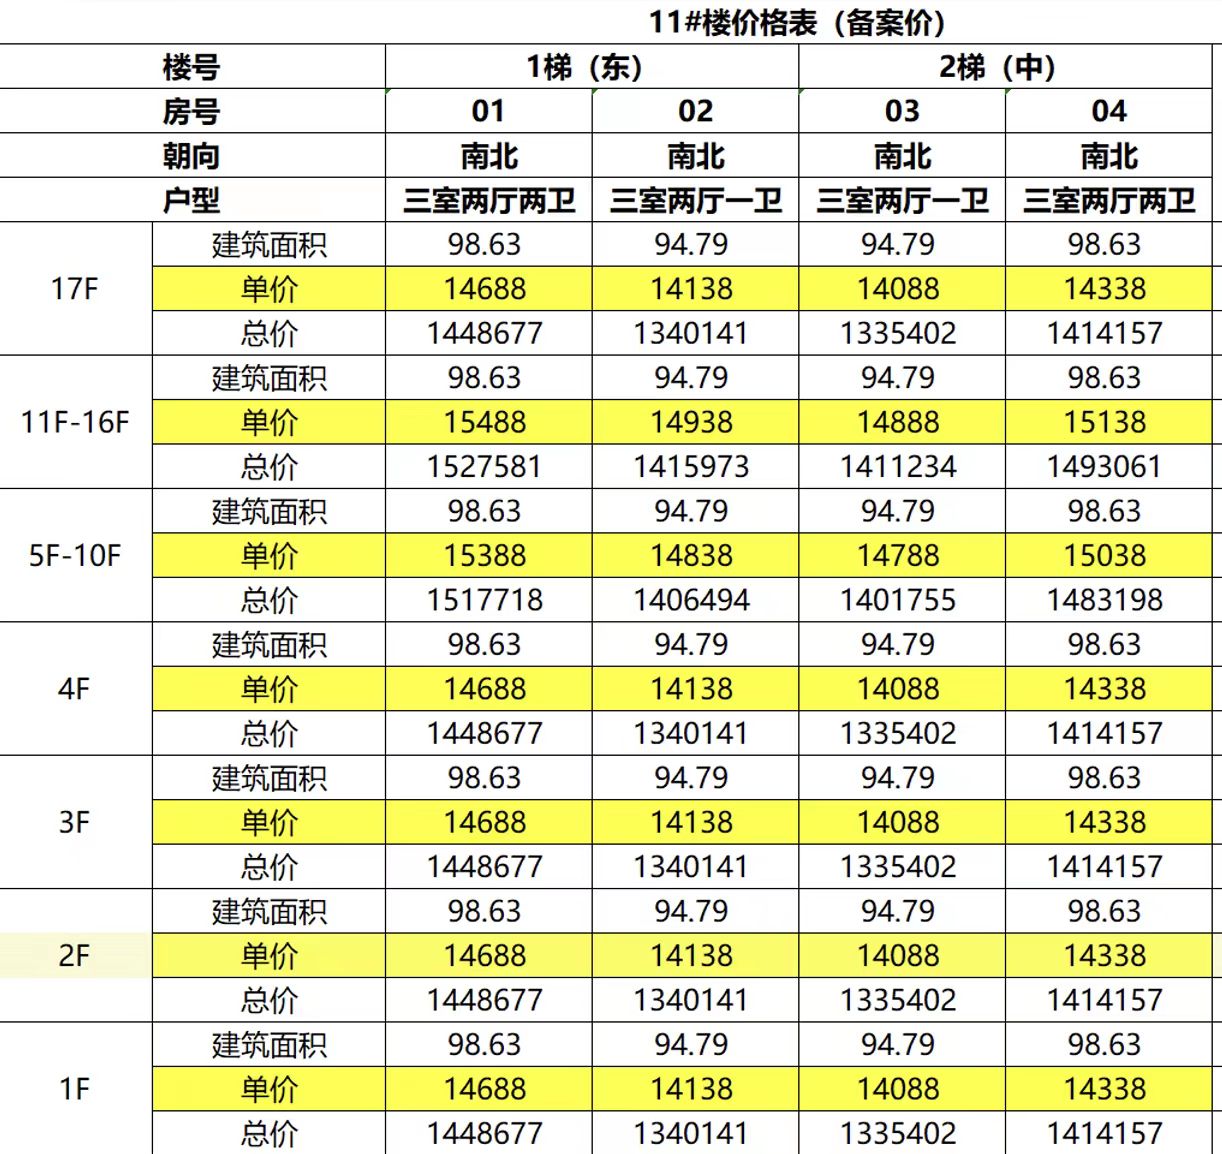 11#楼价格表（备案价）
楼号 1梯（东） 2梯（中）
房号 01 02 03 04
朝向 南北 南北 南北 南北
户型 三室两厅两卫 三室两厅一卫 三室两厅一卫 三室两厅两卫
建筑面积 98.63 94.79 94.79 98.63
17F 单价 14688 14138 14088 14338
总价 1448677 1340141 1335402 1414157
建筑面积 98.63 94.79 94.79 98.63
11F-16F 单价 15488 14938 14888 15138
总价 1527581 1415973 1411234 1493061
建筑面积 98.63 94.79 94.79 98.63
5F-10F 单价 15388 14838 14788 15038
总价 1517718 1406494 1401755 1483198
建筑面积 98.63 94.79 94.79 98.63
4F 单价 14688 14138 14088 14338
总价 1448677 1340141 1335402 1414157
建筑面积 98.63 94.79 94.79 98.63
3F 单价 14688 14138 14088 14338
总价 1448677 1340141 1335402 1414157
建筑面积 98.63 94.79 94.79 98.63
2F 单价 14688 14138 14088 14338
总价 1448677 1340141 1335402 1414157
建筑面积 98.63 94.79 94.79 98.63
1F 单价 14688 14138 14088 14338
总价 1448677 1340141 1335402 1414157